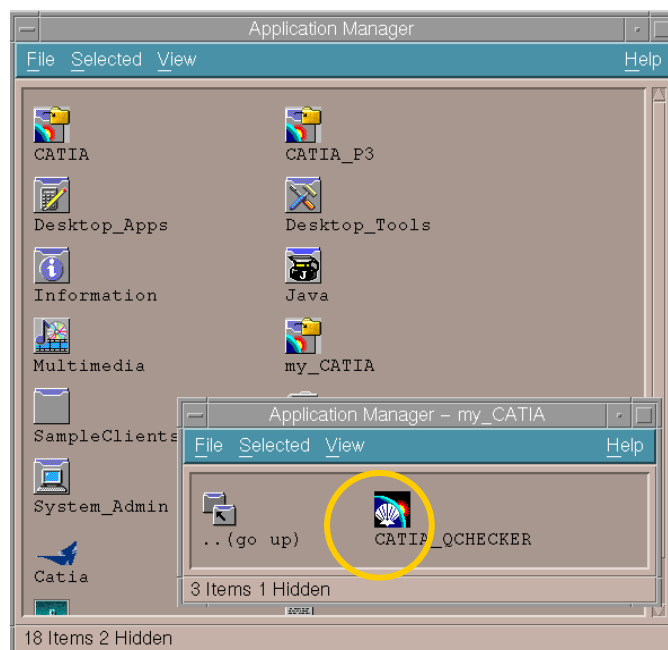 Application Manager
File Selected View Help
CATIA CATIA_P3
Desktop_Apps Desktop_Tools
Information Java
Multimedia my_CATIA
SampleClients
System_Admin
Catia
18 Items 2 Hidden
Application Manager – my_CATIA
File Selected View Help
..(go up) CATIA_QCHECKER
3 Items 1 Hidden